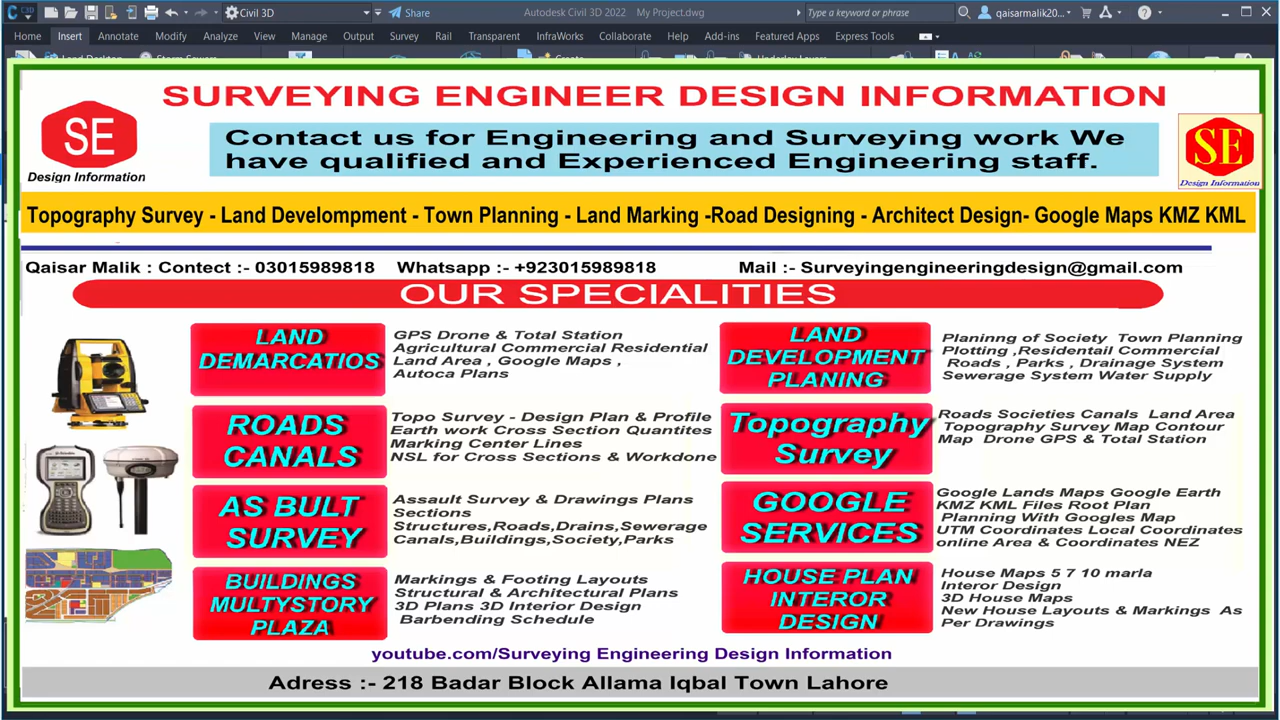 Civil 3D
Share
Autodesk Civil 3D 2022 My Project.dwg
Type a keyword or phrase
qaisarmalik20...
Home Insert Annotate Modify Analyze View Manage Output Survey Rail Transparent InfraWorks Collaborate Help Add-ins Featured Apps Express Tools
SURVEYING ENGINEER DESIGN INFORMATION
SE
Design Information
Contact us for Engineering and Surveying work We
have qualified and Experienced Engineering staff.
SE
Design Information
Topography Survey - Land Develompment - Town Planning - Land Marking -Road Designing - Architect Design- Google Maps KMZ KML
Qaisar Malik : Contect :- 03015989818 Whatsapp :- +923015989818 Mail :- Surveyingengineeringdesign@gmail.com
OUR SPECIALITIES
LAND
DEMARCATIOS
GPS Drone & Total Station
Agricultural Commercial Residential
Land Area , Google Maps ,
Autoca Plans
LAND
DEVELOPMENT
PLANING
Planinng of Society Town Planning
Plotting ,Residentail Commercial
Roads , Parks , Drainage System
Sewerage System Water Supply
ROADS
CANALS
Topo Survey - Design Plan & Profile
Earth work Cross Section Quantites
Marking Center Lines
NSL for Cross Sections & Workdone
Topography
Survey
Roads Societies Canals Land Area
Topography Survey Map Contour
Map Drone GPS & Total Station
AS BUILT
SURVEY
Assault Survey & Drawings Plans
Sections
Structures,Roads,Drains,Sewerage
Canals,Buildings,Society,Parks
GOOGLE
SERVICES
Google Lands Maps Google Earth
KMZ KML Files Root Plan
Planning With Googles Map
UTM Coordinates Local Coordinates
online Area & Coordinates NEZ
BUILDINGS
MULTYSTORY
PLAZA
Markings & Footing Layouts
Structural & Architectural Plans
3D Plans 3D Interior Design
Barbending Schedule
HOUSE PLAN
INTEROR
DESIGN
House Maps 5 7 10 marla
Interor Design
3D House Maps
New House Layouts & Markings As
Per Drawings
youtube.com/Surveying Engineering Design Information
Adress :- 218 Badar Block Allama Iqbal Town Lahore